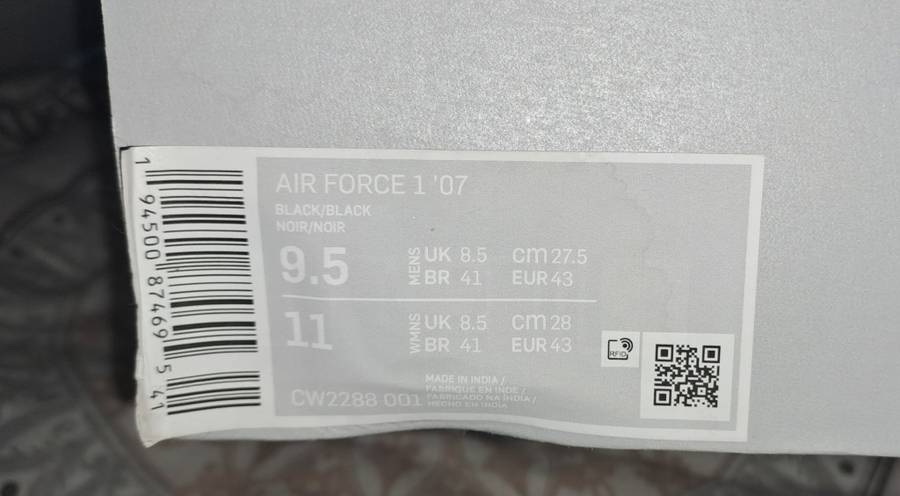 AIR FORCE 1 '07
BLACK/BLACK
NOIR/NOIR
9.5 MENS UK 8.5 cm 27.5
BR 41 EUR 43
11 WMNS UK 8.5 cm 28
BR 41 EUR 43
RFID
MADE IN INDIA /
FABRIQUE EN INDE /
CW2288 001 FABRICADO NA ÍNDIA /
HECHO EN INDIA
1 94500 87469 5 41